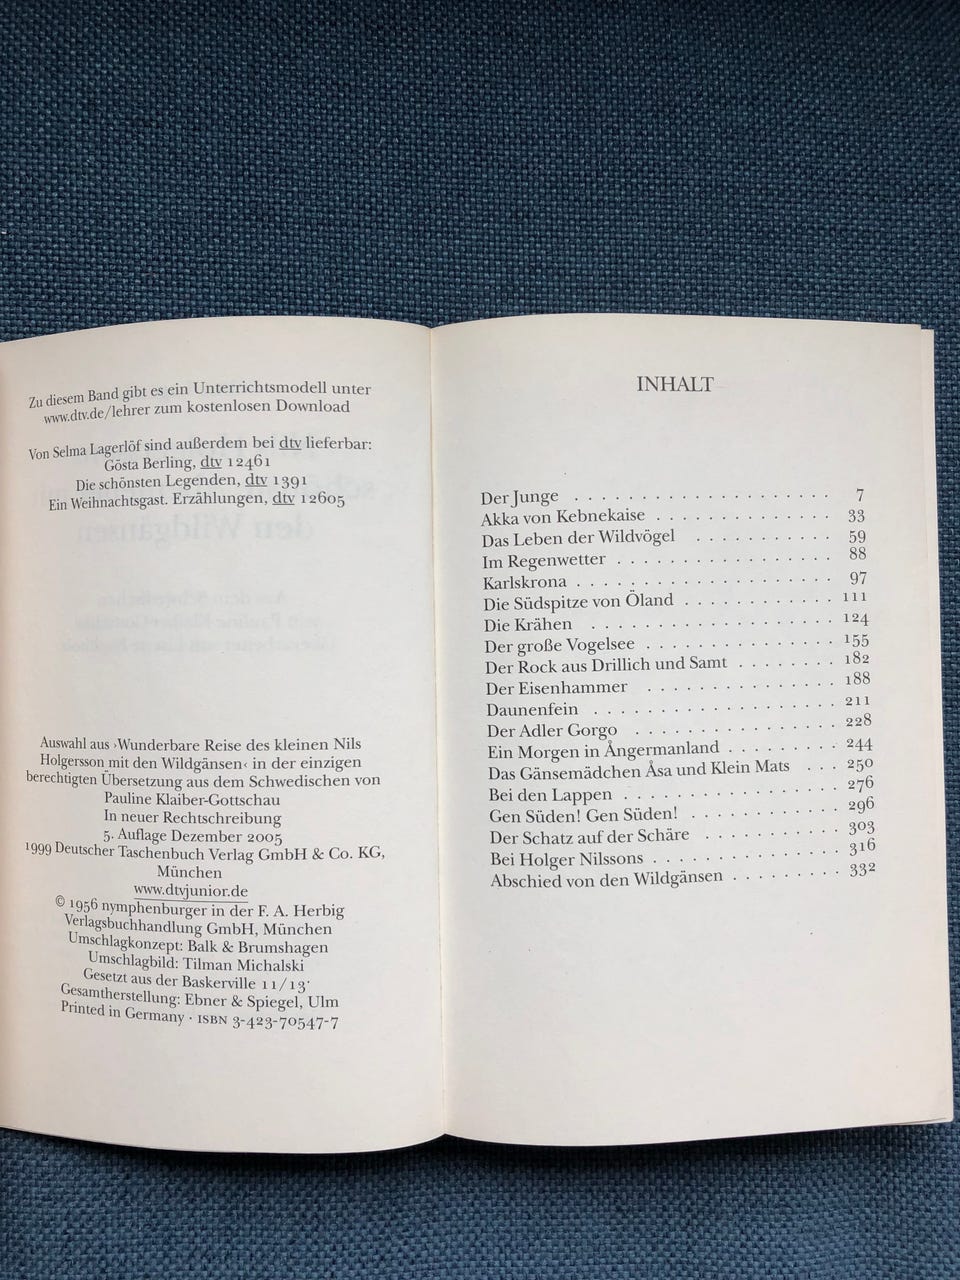 Zu diesem Band gibt es ein Unterrichtsmodell unter
www.dtv.de/lehrer zum kostenlosen Download
Von Selma Lagerlöf sind außerdem bei dtv lieferbar:
Gösta Berling, dtv 12461
Die schönsten Legenden, dtv 1391
Ein Weihnachtsgast. Erzählungen, dtv 12605
Auswahl aus ›Wunderbare Reise des kleinen Nils
Holgersson mit den Wildgänsen‹ in der einzigen
berechtigten Übersetzung aus dem Schwedischen von
Pauline Klaiber-Gottschau
In neuer Rechtschreibung
5. Auflage Dezember 2005
1999 Deutscher Taschenbuch Verlag GmbH & Co. KG,
München
www.dtvjunior.de
© 1956 nymphenburger in der F. A. Herbig
Verlagsbuchhandlung GmbH, München
Umschlagkonzept: Balk & Brumshagen
Umschlagbild: Tilman Michalski
Gesetzt aus der Baskerville 11/13˙
Gesamtherstellung: Ebner & Spiegel, Ulm
Printed in Germany · ISBN 3-423-70547-7
INHALT
Der Junge . . . . . . . . . . . . . . . . . . . . 7
Akka von Kebnekaise . . . . . . . . . . . . . . 33
Das Leben der Wildvögel . . . . . . . . . . . 59
Im Regenwetter . . . . . . . . . . . . . . . . . 88
Karlskrona . . . . . . . . . . . . . . . . . . . . 97
Die Südspitze von Öland . . . . . . . . . . . . 111
Die Krähen . . . . . . . . . . . . . . . . . 124
Der große Vogelsee . . . . . . . . . . . . . . . 155
Der Rock aus Drillich und Samt . . . . . . . . 182
Der Eisenhammer . . . . . . . . . . . . . . . 188
Daunenfein . . . . . . . . . . . . . . . . . . . 211
Der Adler Gorgo . . . . . . . . . . . . . . . . 228
Ein Morgen in Ångermanland . . . . . . . . . 244
Das Gänsemädchen Åsa und Klein Mats . . . 250
Bei den Lappen . . . . . . . . . . . . . . . . . 276
Gen Süden! Gen Süden! . . . . . . . . . . . . 296
Der Schatz auf der Schäre . . . . . . . . . . . 303
Bei Holger Nilssons . . . . . . . . . . . . . . . 316
Abschied von den Wildgänsen . . . . . . . . . 332